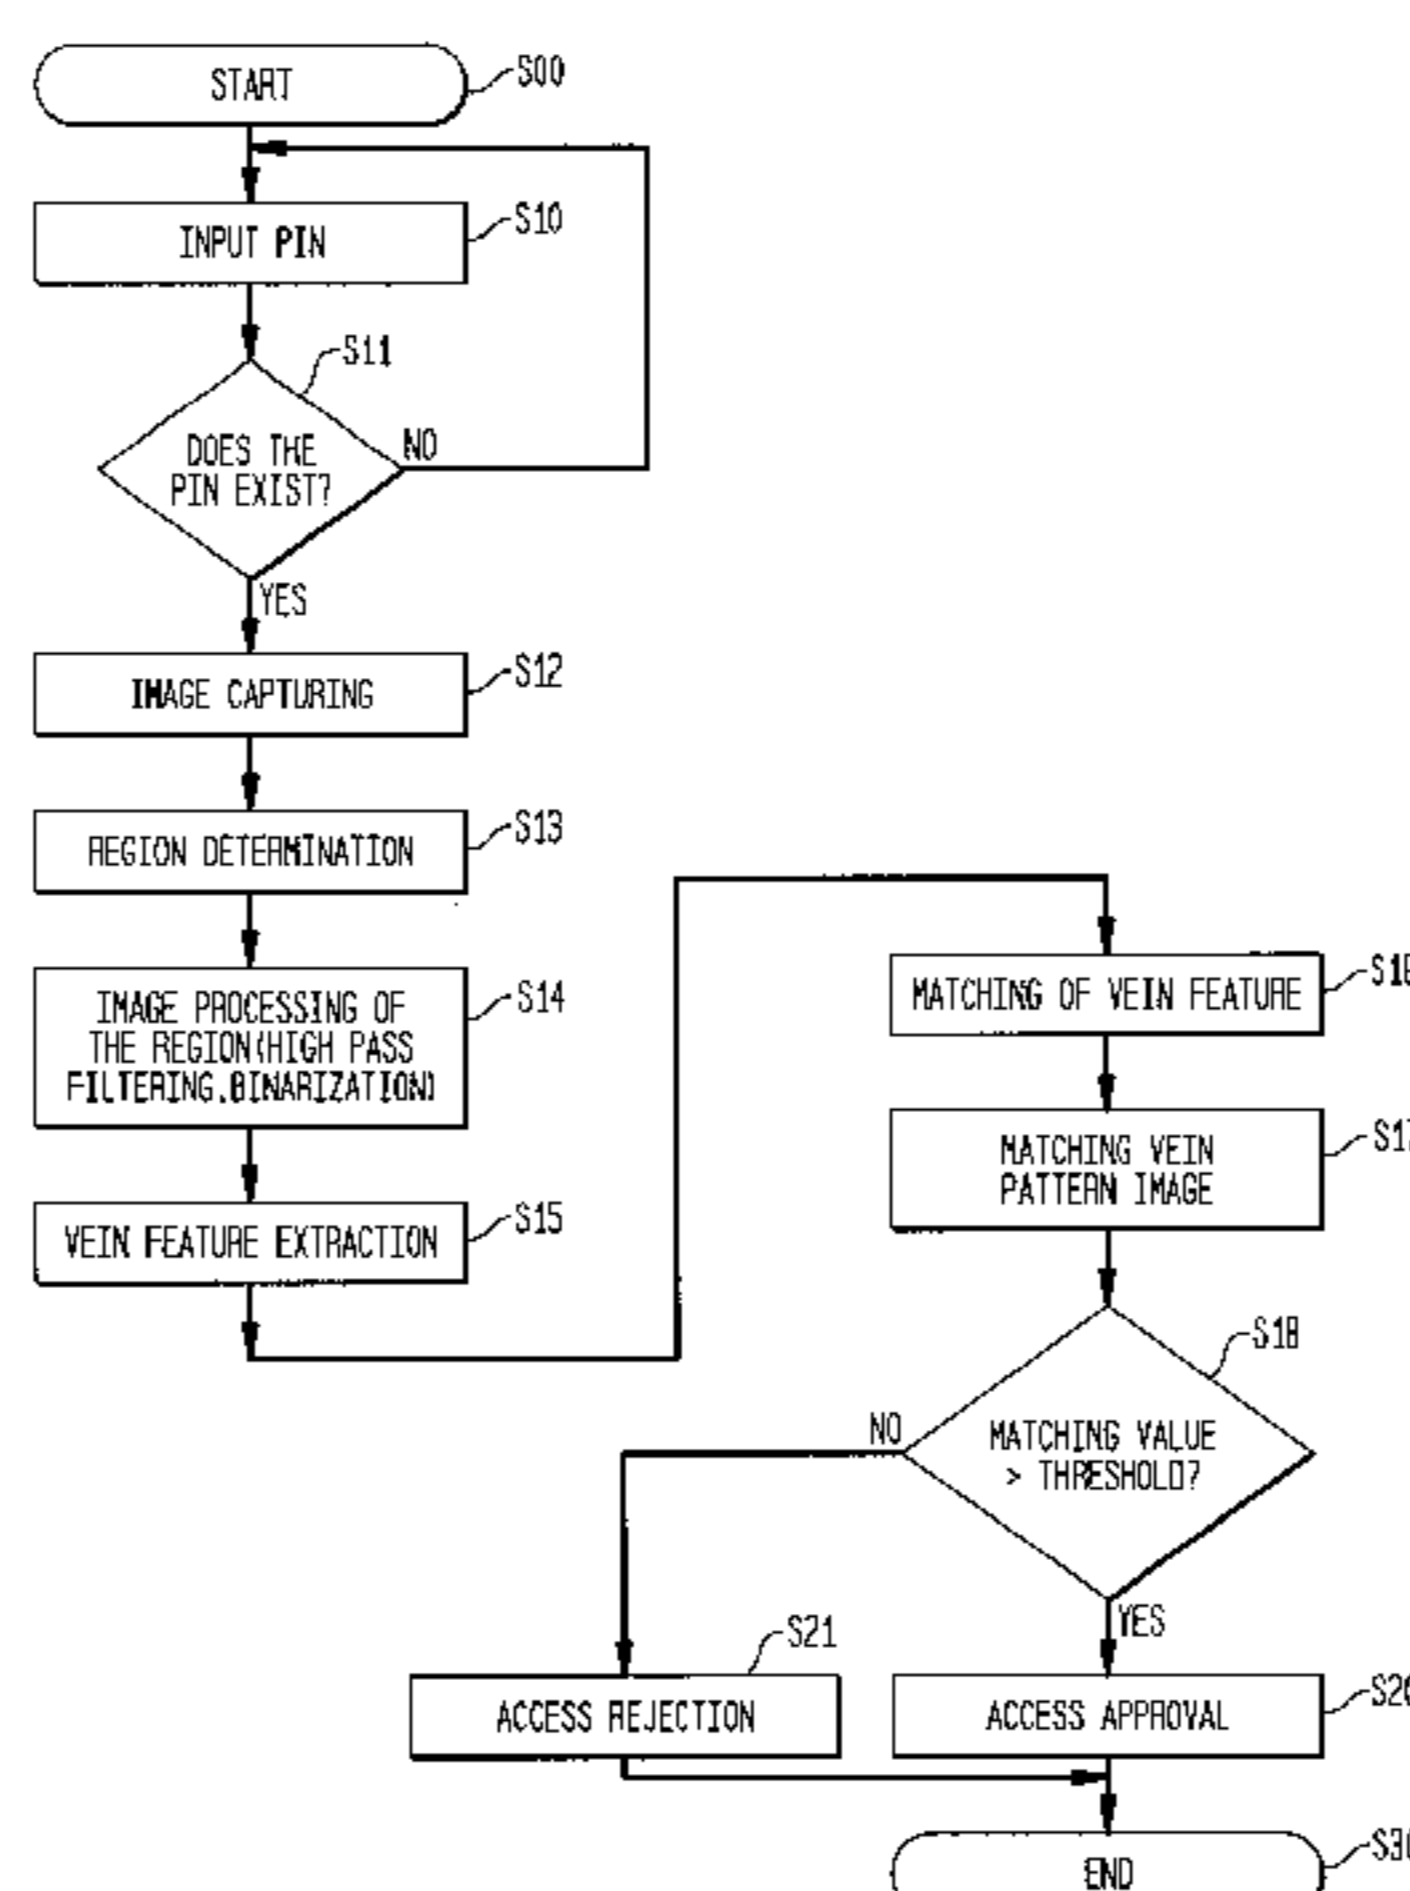 START
S00
INPUT PIN
S10
S11
DOES THE
PIN EXIST?
NO
YES
IMAGE CAPTURING
S12
REGION DETERMINATION
S13
IMAGE PROCESSING OF
THE REGION(HIGH PASS
FILTERING.BINARIZATION)
S14
VEIN FEATURE EXTRACTION
S15
MATCHING OF VEIN FEATURE
MATCHING VEIN
PATTERN IMAGE
S18
MATCHING VALUE
> THRESHOLD?
NO
YES
S21
ACCESS REJECTION
ACCESS APPROVAL
END